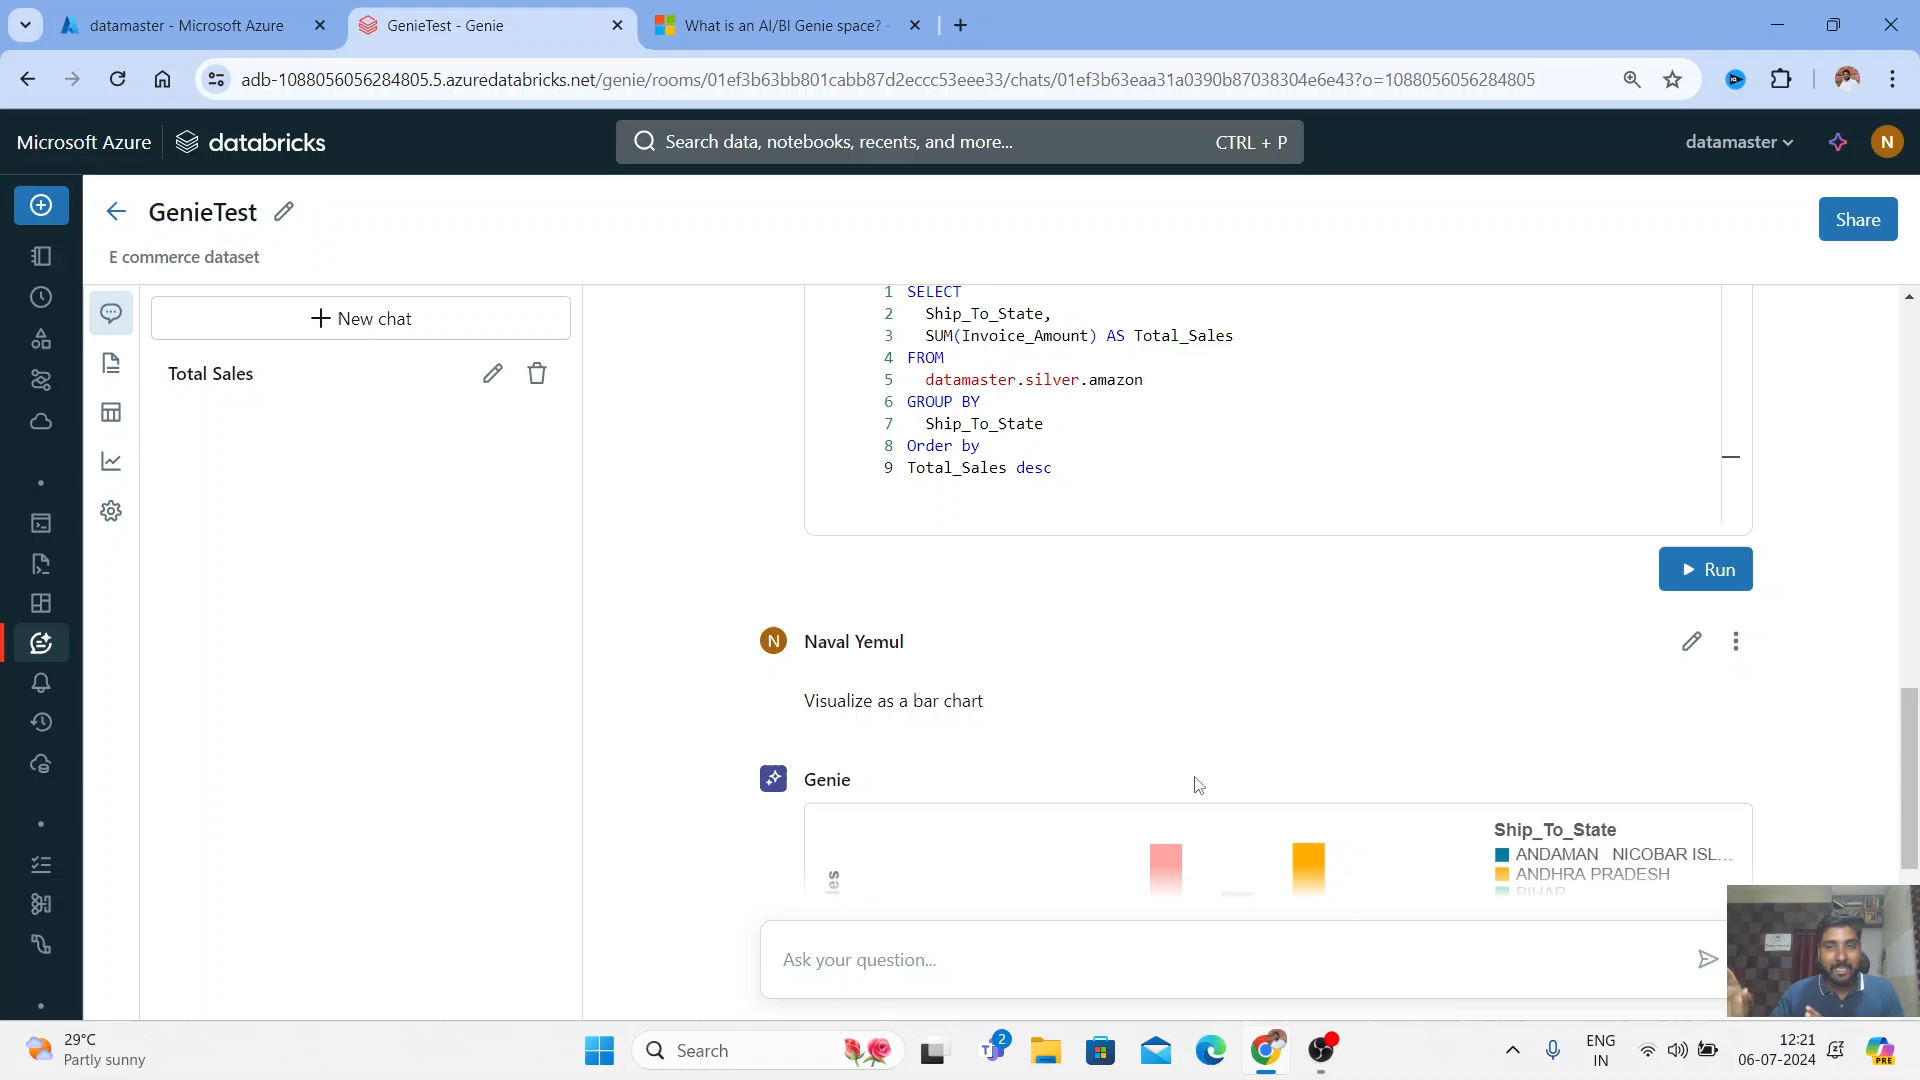 datamaster - Microsoft Azure
GenieTest - Genie
What is an AI/BI Genie space? -
adb-1088056056284805.5.azuredatabricks.net/genie/rooms/01ef3b63bb801cabb87d2eccc53eee33/chats/01ef3b63eaa31a0390b87038304e6e43?o=1088056056284805
Microsoft Azure
databricks
Search data, notebooks, recents, and more...
CTRL + P
datamaster
N
GenieTest
Share
E commerce dataset
New chat
Total Sales
1 SELECT
2 Ship_To_State,
3 SUM(Invoice_Amount) AS Total_Sales
4 FROM
5 datamaster.silver.amazon
6 GROUP BY
7 Ship_To_State
8 Order by
9 Total_Sales desc
Run
N
Naval Yemul
Visualize as a bar chart
Genie
Ship_To_State
ANDAMAN NICOBAR ISL...
ANDHRA PRADESH
BIHAR
les
Ask your question...
29°C
Partly sunny
Search
2
ENG
IN
12:21
06-07-2024
PRE